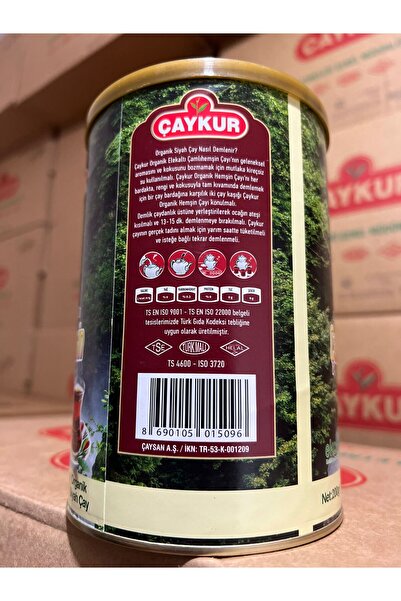 ÇAYKUR
Organik Siyah Çay Nasıl Demlenir?
Çaykur Organik Elekaltı Çamlıhemşin Çayı'nın geleneksel
aromasını ve kokusunu bozmamak için mutlaka kireçsiz
su kullanılmalı. Çaykur Organik Hemşin Çayı'nı her
bardakta, rengi ve kokusuyla tam kıvamında demlemek
için bir çay bardağına karşılık iki çay kaşığı Çaykur
Organik Hemşin Çayı konulmalı.
Demlik çaydanlık üstüne yerleştirilerek ocağın ateşi
kısılmalı ve 13-15 dk. demlemeye bırakılmalı. Çaykur
çayının gerçek tadını almak için yarım saatte tüketilmeli
ve isteğe bağlı tekrar demlenmeli.
TS EN ISO 9001 - TS EN ISO 22000 belgeli
tesislerimizde Türk Gıda Kodeksi tebliğine
uygun olarak üretilmiştir.
TSE TÜRK MALI HELAL
TS 4600 - ISO 3720
8 690105 015096
ÇAYSAN A.Ş. / İKN: TR-53-K-001209
ÇAYKUR
ÇAYKUR